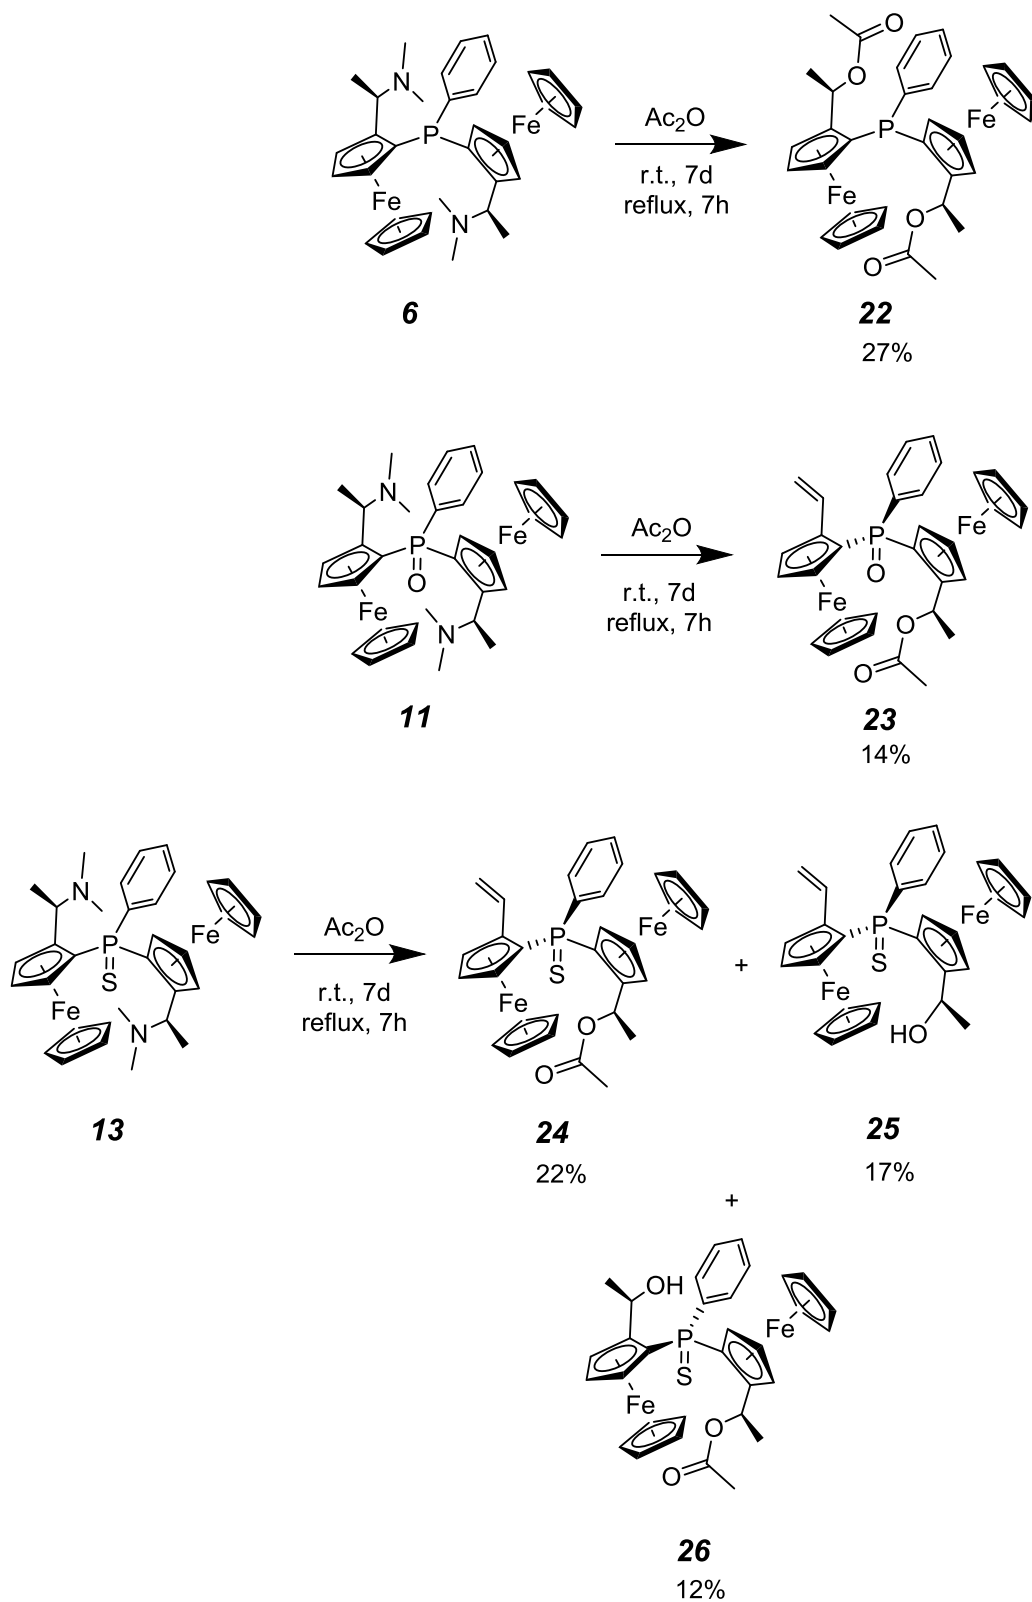 N
P
Fe
Fe
N
6
Ac2O
r.t., 7d
reflux, 7h
O
O
P
Fe
Fe
O
O
22
27%
N
P
O
Fe
Fe
N
11
Ac2O
r.t., 7d
reflux, 7h
P
O
Fe
Fe
O
O
23
14%
N
P
S
Fe
Fe
N
13
Ac2O
r.t., 7d
reflux, 7h
P
S
Fe
Fe
O
O
24
22%
+
P
S
Fe
Fe
HO
25
17%
+
OH
P
S
Fe
Fe
O
O
26
12%